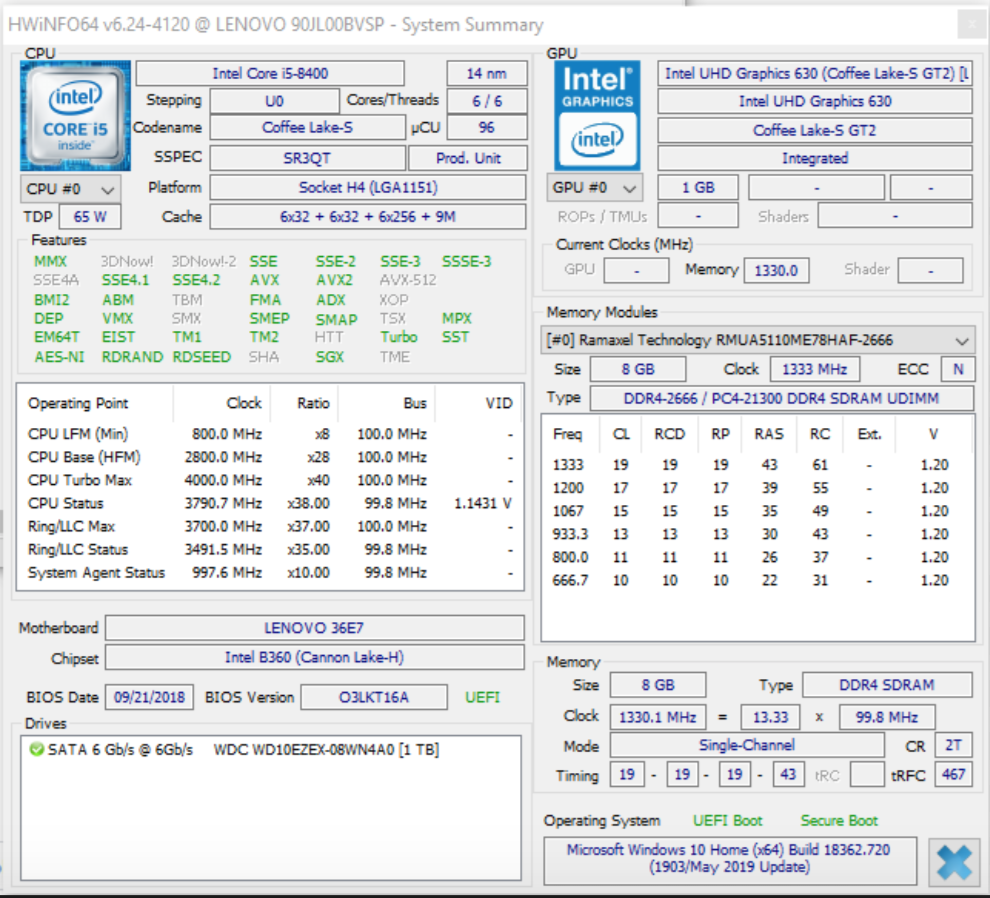 HWiNFO64 v6.24-4120 @ LENOVO 90JL00BVSP - System Summary
CPU
intel
CORE i5
inside
Intel Core i5-8400 14 nm
Stepping U0 Cores/Threads 6 / 6
Codename Coffee Lake-S µCU 96
SSPEC SR3QT Prod. Unit
CPU #0 Platform Socket H4 (LGA1151)
TDP 65 W Cache 6x32 + 6x32 + 6x256 + 9M
Features
MMX 3DNow! 3DNow!-2 SSE SSE-2 SSE-3 SSSE-3
SSE4A SSE4.1 SSE4.2 AVX AVX2 AVX-512
BMI2 ABM TBM FMA ADX XOP
DEP VMX SMX SMEP SMAP TSX MPX
EM64T EIST TM1 TM2 HTT Turbo SST
AES-NI RDRAND RDSEED SHA SGX TME
Operating Point Clock Ratio Bus VID
CPU LFM (Min) 800.0 MHz x8 100.0 MHz -
CPU Base (HFM) 2800.0 MHz x28 100.0 MHz -
CPU Turbo Max 4000.0 MHz x40 100.0 MHz -
CPU Status 3790.7 MHz x38.00 99.8 MHz 1.1431 V
Ring/LLC Max 3700.0 MHz x37.00 100.0 MHz -
Ring/LLC Status 3491.5 MHz x35.00 99.8 MHz -
System Agent Status 997.6 MHz x10.00 99.8 MHz -
Motherboard LENOVO 36E7
Chipset Intel B360 (Cannon Lake-H)
BIOS Date 09/21/2018 BIOS Version O3LKT16A UEFI
Drives
SATA 6 Gb/s @ 6Gb/s WDC WD10EZEX-08WN4A0 [1 TB]
GPU
Intel
GRAPHICS
intel
Intel UHD Graphics 630 (Coffee Lake-S GT2) [L
Intel UHD Graphics 630
Coffee Lake-S GT2
Integrated
GPU #0 1 GB - -
ROPs / TMUs - Shaders -
Current Clocks (MHz)
GPU - Memory 1330.0 Shader -
Memory Modules
[#0] Ramaxel Technology RMUA5110ME78HAF-2666
Size 8 GB Clock 1333 MHz ECC N
Type DDR4-2666 / PC4-21300 DDR4 SDRAM UDIMM
Freq CL RCD RP RAS RC Ext. V
1333 19 19 19 43 61 - 1.20
1200 17 17 17 39 55 - 1.20
1067 15 15 15 35 49 - 1.20
933.3 13 13 13 30 43 - 1.20
800.0 11 11 11 26 37 - 1.20
666.7 10 10 10 22 31 - 1.20
Memory
Size 8 GB Type DDR4 SDRAM
Clock 1330.1 MHz = 13.33 x 99.8 MHz
Mode Single-Channel CR 2T
Timing 19 - 19 - 19 - 43 tRC tRFC 467
Operating System UEFI Boot Secure Boot
Microsoft Windows 10 Home (x64) Build 18362.720
(1903/May 2019 Update)